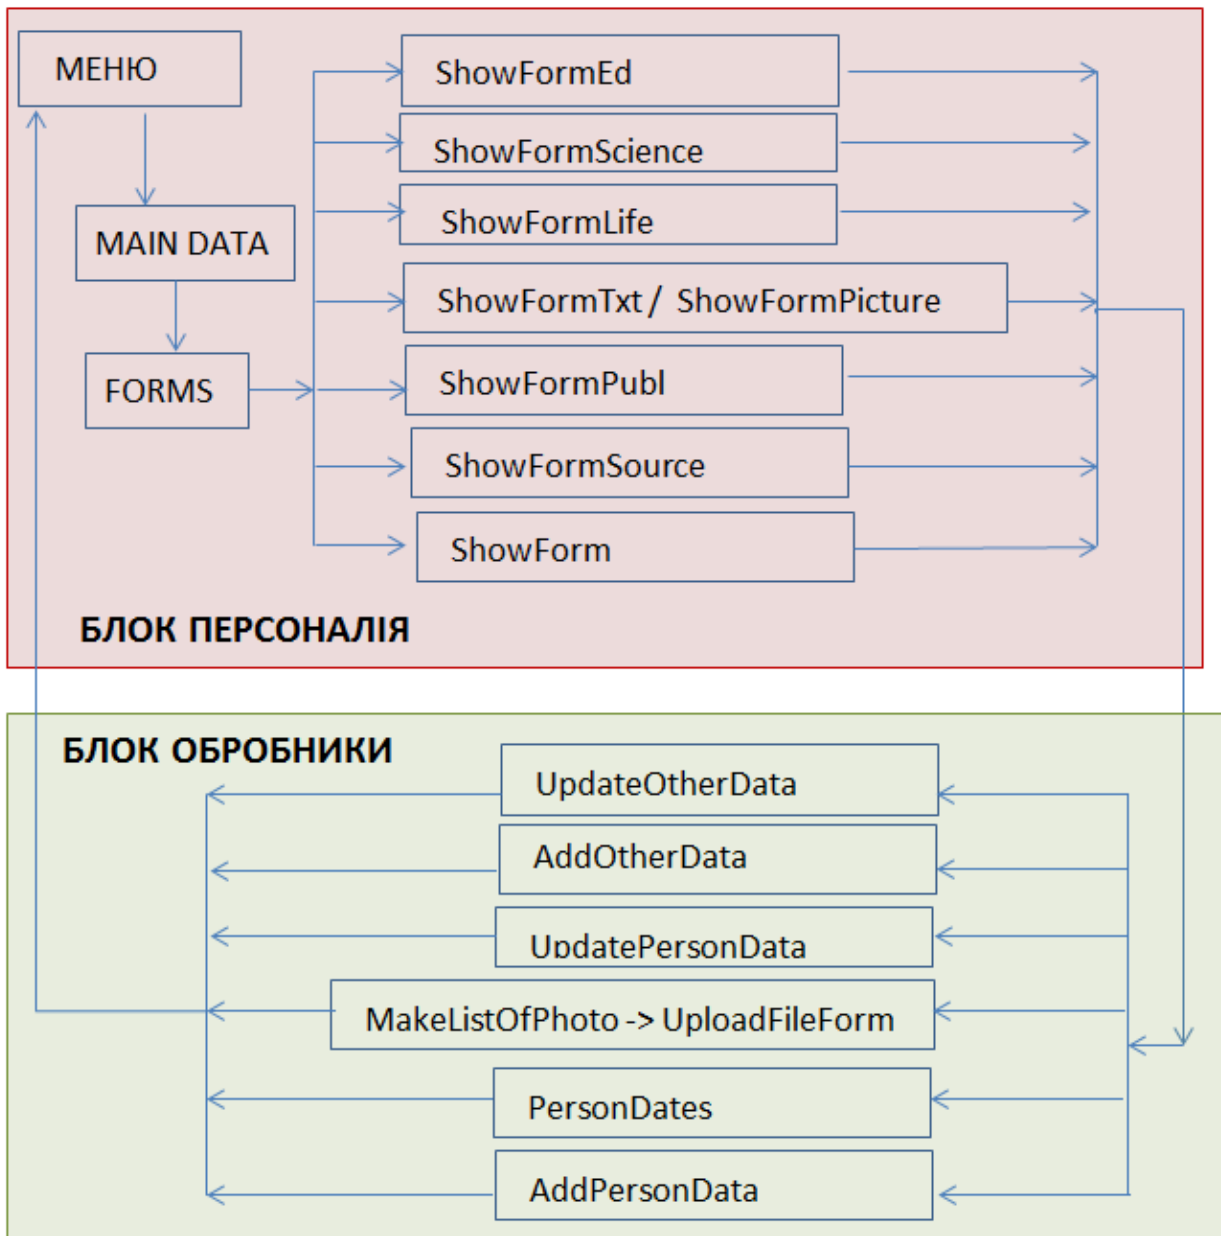 МЕНЮ
MAIN DATA
FORMS
ShowFormEd
ShowFormScience
ShowFormLife
ShowFormTxt / ShowFormPicture
ShowFormPubl
ShowFormSource
ShowForm
БЛОК ПЕРСОНАЛІЯ
БЛОК ОБРОБНИКИ
UpdateOtherData
AddOtherData
UpdatePersonData
MakeListOfPhoto -> UploadFileForm
PersonDates
AddPersonData